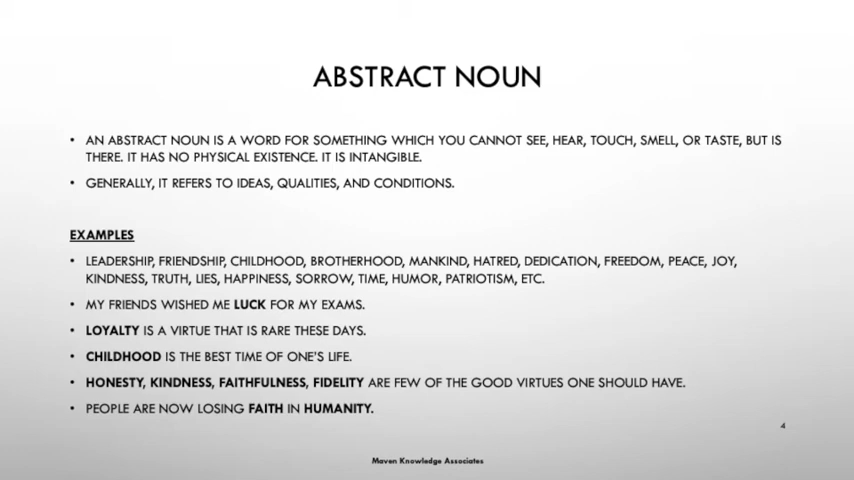 ABSTRACT NOUN
• AN ABSTRACT NOUN IS A WORD FOR SOMETHING WHICH YOU CANNOT SEE, HEAR, TOUCH, SMELL, OR TASTE, BUT IS
THERE. IT HAS NO PHYSICAL EXISTENCE. IT IS INTANGIBLE.
• GENERALLY, IT REFERS TO IDEAS, QUALITIES, AND CONDITIONS.
EXAMPLES
• LEADERSHIP, FRIENDSHIP, CHILDHOOD, BROTHERHOOD, MANKIND, HATRED, DEDICATION, FREEDOM, PEACE, JOY,
KINDNESS, TRUTH, LIES, HAPPINESS, SORROW, TIME, HUMOR, PATRIOTISM, ETC.
• MY FRIENDS WISHED ME LUCK FOR MY EXAMS.
• LOYALTY IS A VIRTUE THAT IS RARE THESE DAYS.
• CHILDHOOD IS THE BEST TIME OF ONE'S LIFE.
• HONESTY, KINDNESS, FAITHFULNESS, FIDELITY ARE FEW OF THE GOOD VIRTUES ONE SHOULD HAVE.
• PEOPLE ARE NOW LOSING FAITH IN HUMANITY.
4
Maven Knowledge Associates